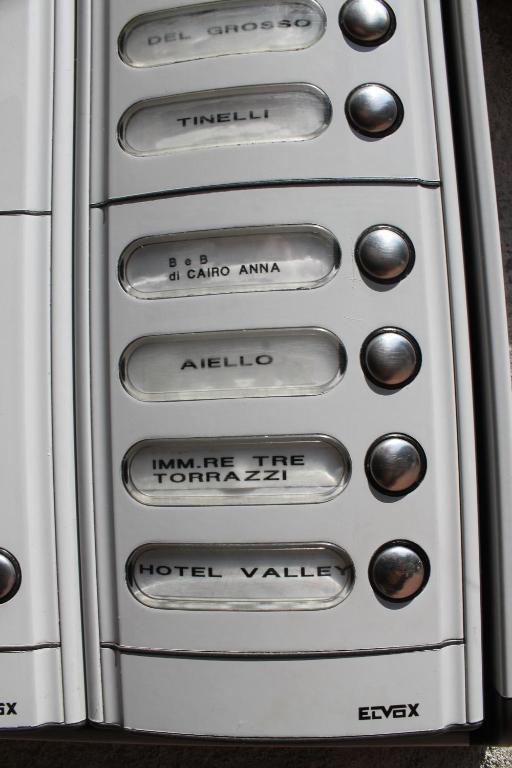 DEL GROSSO
TINELLI
B e B
di CAIRO ANNA
AIELLO
IMM.RE TRE
TORRAZZI
HOTEL VALLEY
ELVOX